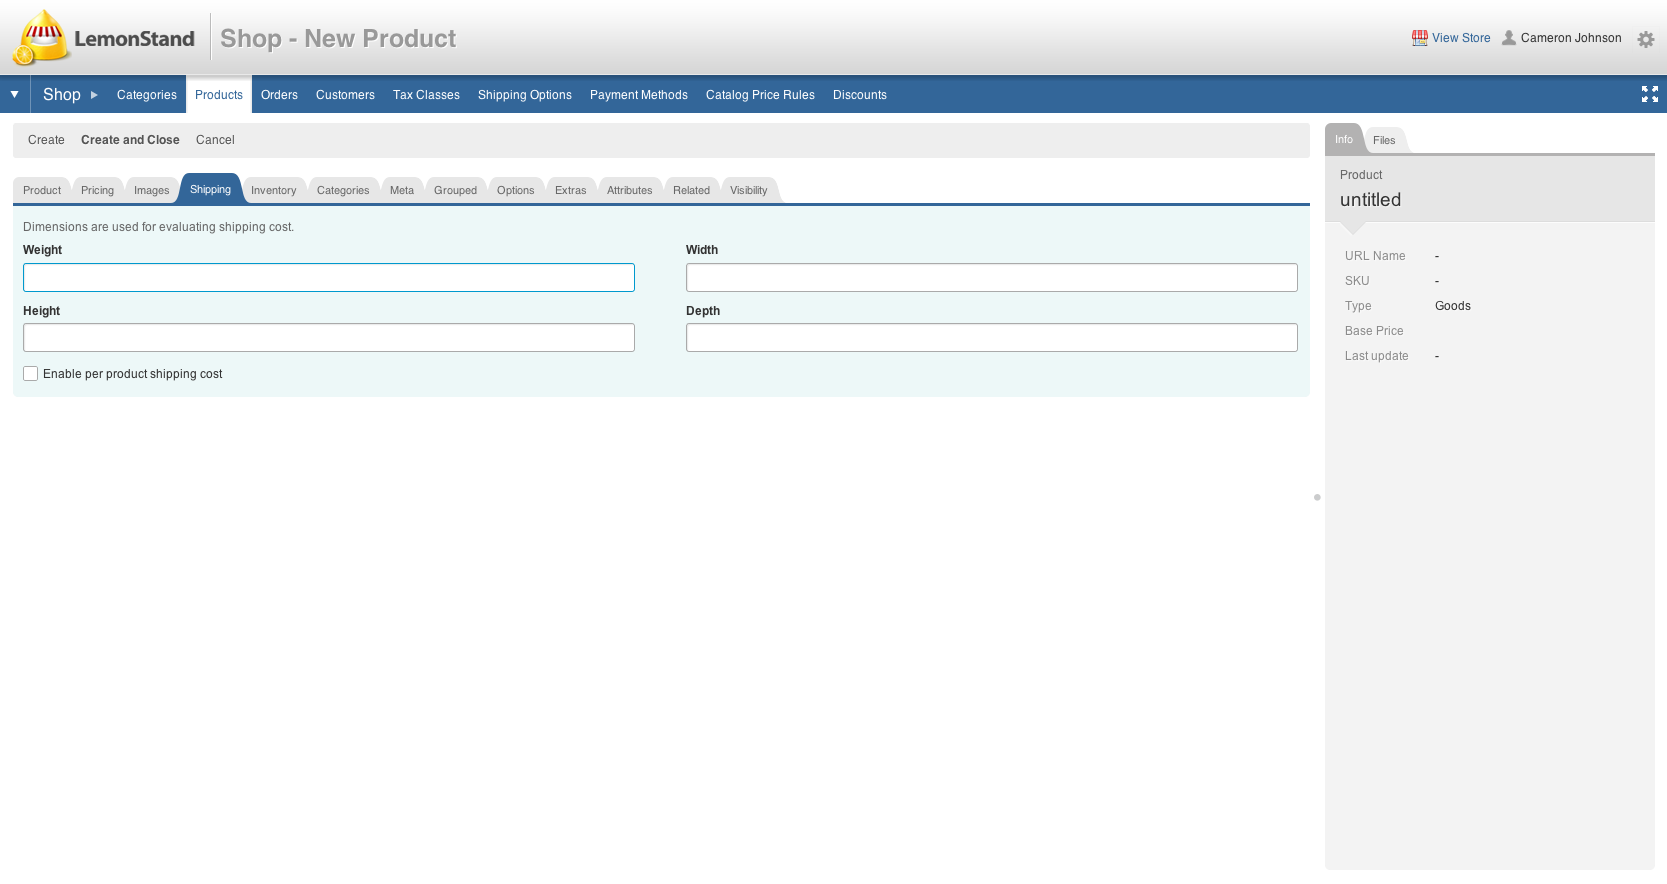 LemonStand
Shop - New Product
View Store
Cameron Johnson
Shop
Categories
Products
Orders
Customers
Tax Classes
Shipping Options
Payment Methods
Catalog Price Rules
Discounts
Create
Create and Close
Cancel
Product
Pricing
Images
Shipping
Inventory
Categories
Meta
Grouped
Options
Extras
Attributes
Related
Visibility
Dimensions are used for evaluating shipping cost.
Weight
Width
Height
Depth
Enable per product shipping cost
Info
Files
Product
untitled
URL Name -
SKU -
Type Goods
Base Price
Last update -